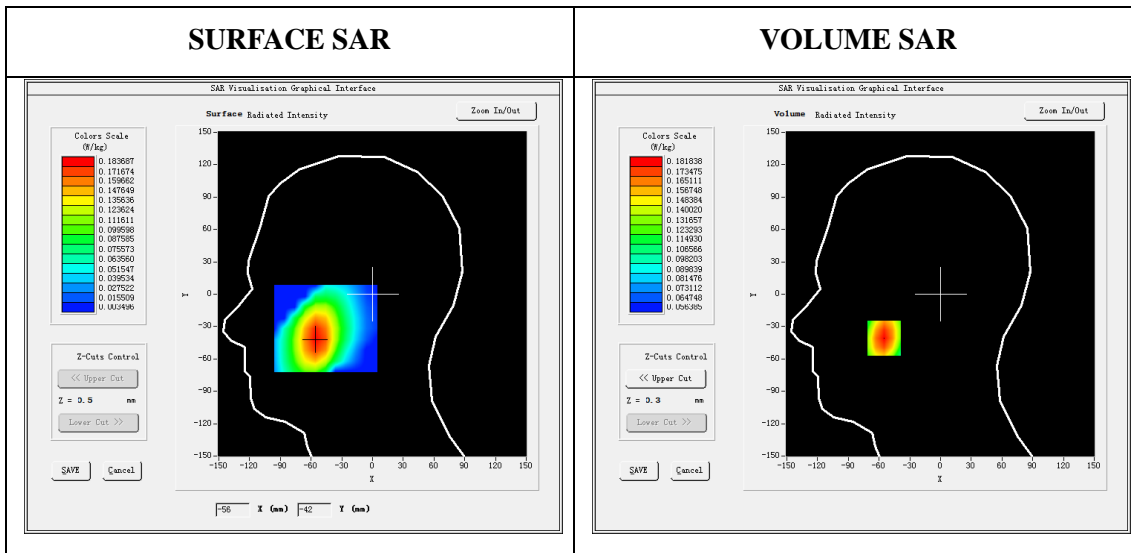 SURFACE SAR
VOLUME SAR
SAR Visualisation Graphical Interface
Surface Radiated Intensity
Zoom In/Out
Colors Scale
(W/kg)
0.183687
0.171674
0.159662
0.147649
0.135636
0.123624
0.111611
0.099598
0.087585
0.075573
0.063560
0.051547
0.039534
0.027522
0.015509
0.003496
Z-Cuts Control
<< Upper Cut
Z = 0.5 mm
Lower Cut >>
SAVE Cancel
150
120
90
60
30
0
-30
-60
-90
-120
-150
Y
-150 -120 -90 -60 -30 0 30 60 90 120 150
X
-56 X (mm) -42 Y (mm)
SAR Visualisation Graphical Interface
Volume Radiated Intensity
Zoom In/Out
Colors Scale
(W/kg)
0.181838
0.173475
0.165111
0.156748
0.148384
0.140020
0.131657
0.123293
0.114930
0.106566
0.098203
0.089839
0.081476
0.073112
0.064748
0.056385
Z-Cuts Control
<< Upper Cut
Z = 0.3 mm
Lower Cut >>
SAVE Cancel
150
120
90
60
30
0
-30
-60
-90
-120
-150
Y
-150 -120 -90 -60 -30 0 30 60 90 120 150
X